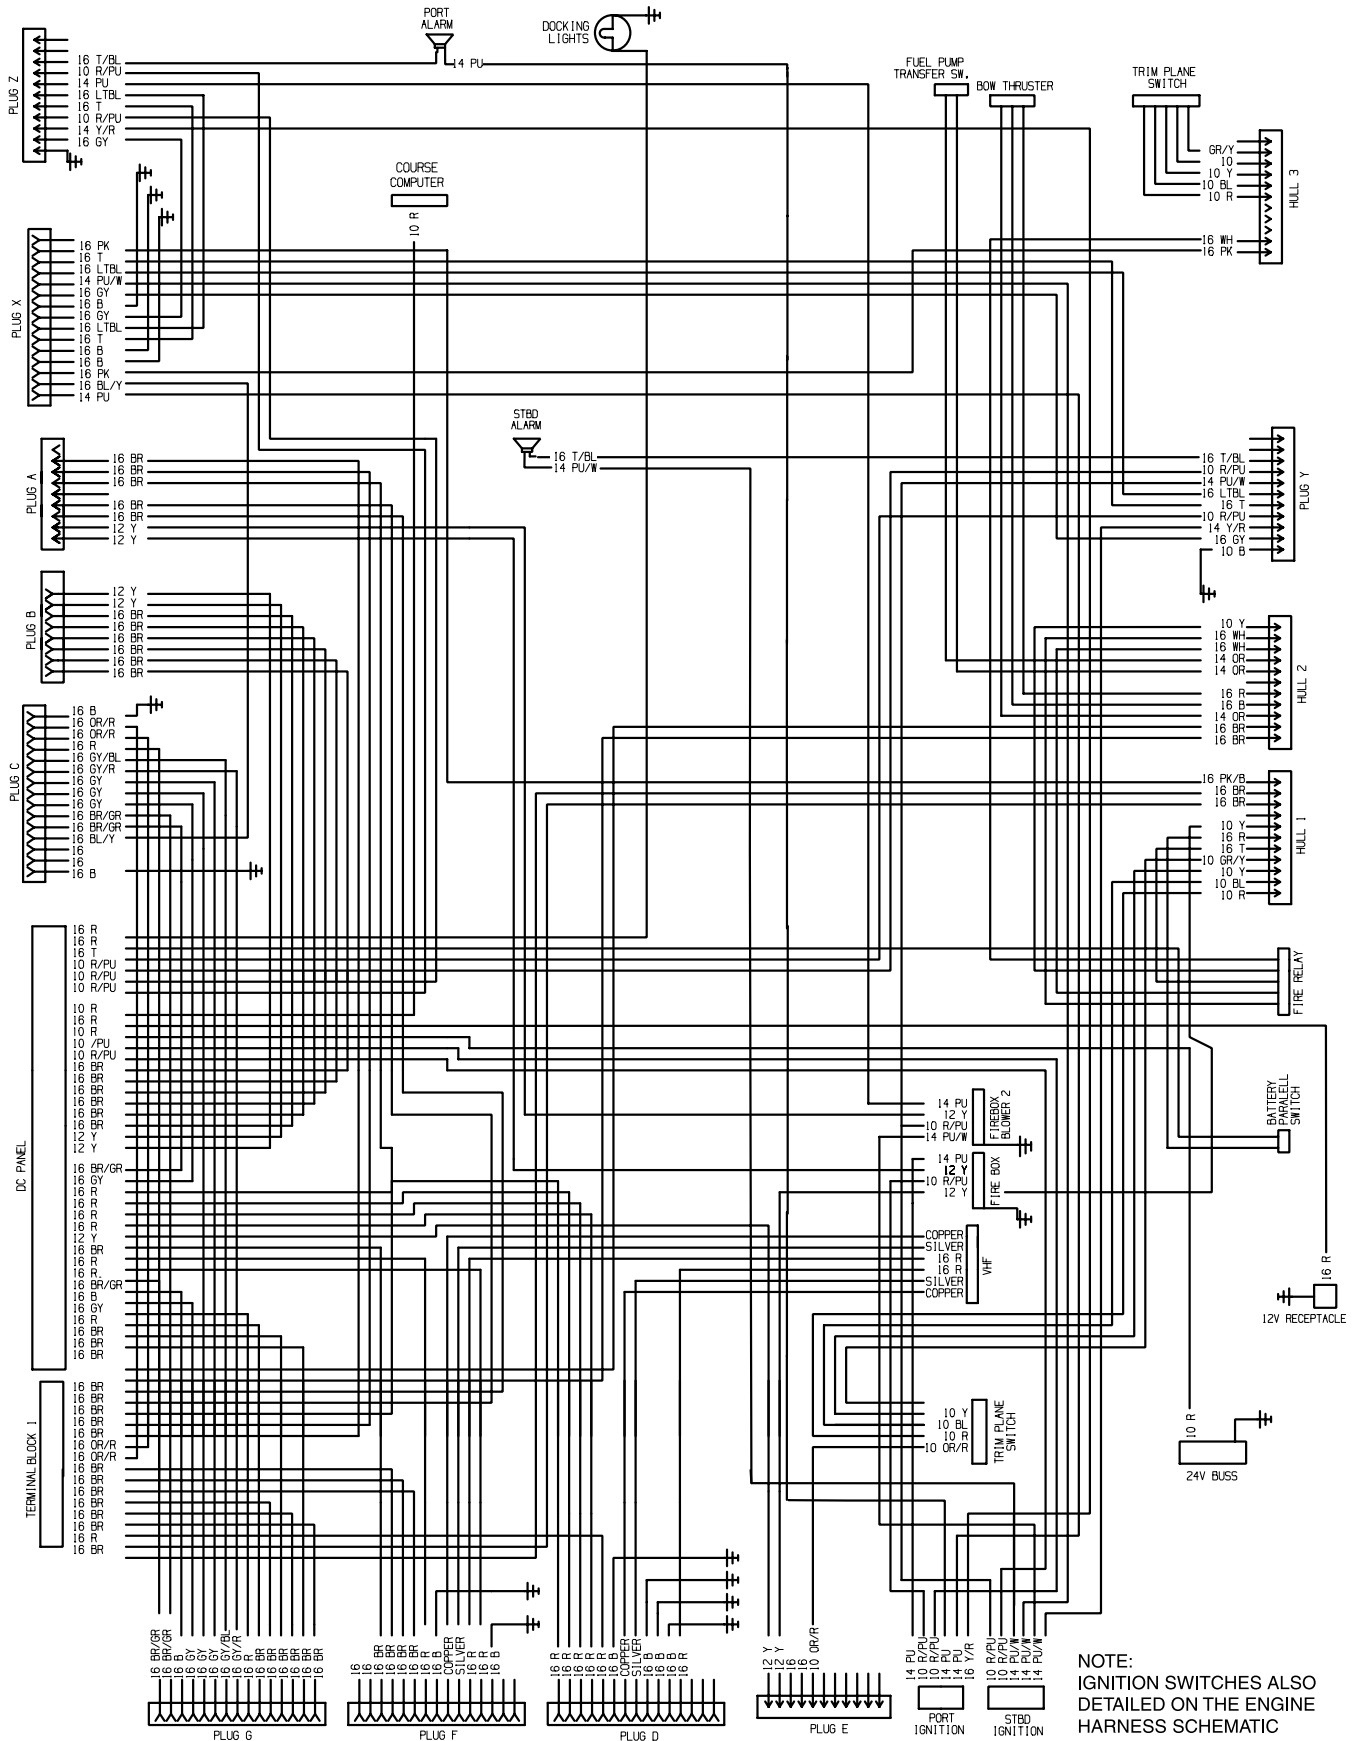 PORT
ALARM
DOCKING
LIGHTS
14 PU
FUEL PUMP
TRANSFER SW.
BOW THRUSTER
TRIM PLANE
SWITCH
COURSE
COMPUTER
10 R
STBD
ALARM
16 T/BL
14 PU/W
PLUG Z
16 T/BL
10 R/PU
14 PU
16 LTBL
16 T
10 R/PU
14 Y/R
16 GY
PLUG X
16 PK
16 T
16 LTBL
14 PU/W
16 GY
16 B
16 GY
16 LTBL
16 T
16 B
16 B
16 PK
16 BL/Y
14 PU
PLUG A
16 BR
16 BR
16 BR
16 BR
16 BR
12 Y
12 Y
PLUG B
12 Y
12 Y
16 BR
16 BR
16 BR
16 BR
16 BR
16 BR
PLUG C
16 B
16 OR/R
16 OR/R
16 R
16 GY/BL
16 GY/R
16 GY
16 GY
16 GY
16 BR/GR
16 BR/GR
16 BL/Y
16
16
16 B
DC PANEL
16 R
16 R
16 T
10 R/PU
10 R/PU
10 R/PU
10 R
16 R
10 R
10 /PU
10 R/PU
16 BR
16 BR
16 BR
16 BR
16 BR
16 BR
12 Y
12 Y
16 BR/GR
16 GY
16 R
16 R
16 R
16 R
12 Y
16 BR
16 R
16 R.
16 BR/GR
16 B
16 GY
16 R
16 BR
16 BR
16 BR
TERMINAL BLOCK 1
16 BR
16 BR
16 BR
16 BR
16 BR
16 OR/R
16 OR/R
16 BR
16 BR
16 BR
16 BR
16 BR
16 BR
16 R
16 BR
GR/Y
10
10 Y
10 BL
10 R
16 WH
16 PK
HULL 3
16 T/BL
10 R/PU
14 PU/W
16 LTBL
16 T
10 R/PU
14 Y/R
16 GY
10 B
PLUG Y
10 Y
16 WH
16 WH
14 OR
14 OR
16 R
16 B
14 OR
16 BR
16 BR
HULL 2
16 PK/B
16 BR
16 BR
10 Y
16 R
16 T
10 GR/Y
10 Y
10 BL
10 R
HULL 1
FIRE RELAY
BATTERY
PARALELL
SWITCH
14 PU
12 Y
10 R/PU
14 PU/W
FIREBOX
BLOWER 2
14 PU
12 Y
10 R/PU
12 Y
FIRE BOX
COPPER
SILVER
16 R
16 R
SILVER
COPPER
VHF
16 R
12V RECEPTACLE
10 Y
10 BL
10 R
10 OR/R
TRIM PLANE
SWITCH
10 R
24V BUSS
16 BR/GR
16 BR/GR
16 B
16 GY
16 GY
16 GY
16 GY/BL
16 GY/R
16 R
16 BR
16 BR
16 BR
16 BR
16 BR
16 BR
PLUG G
16
16
16 BR
16 BR
16 BR
16 BR
16 R
16 R
COPPER
SILVER
16 R
16 R
16 B
PLUG F
16 R
16 R
16 R
16 R
16 R
16 B
COPPER
SILVER
16 B
16 B
16 B
16 R
PLUG D
12 Y
12 Y
16
16
10 OR/R
PLUG E
14 PU
10 R/PU
10 R/PU
14 PU
14 PU
16 Y/R
PORT
IGNITION
10 R/PU
10 R/PU
14 PU/W
14 PU/W
14 PU/W
STBD
IGNITION
NOTE:
IGNITION SWITCHES ALSO
DETAILED ON THE ENGINE
HARNESS SCHEMATIC